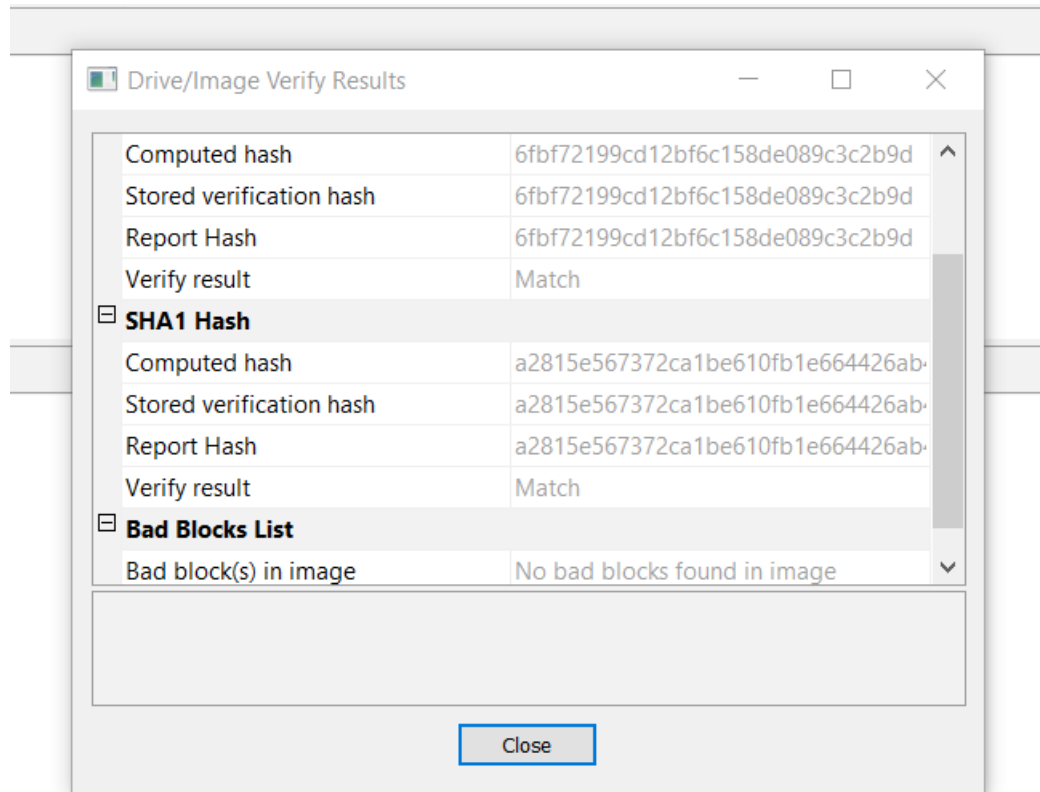 Drive/Image Verify Results
Computed hash 6fbf72199cd12bf6c158de089c3c2b9d
Stored verification hash 6fbf72199cd12bf6c158de089c3c2b9d
Report Hash 6fbf72199cd12bf6c158de089c3c2b9d
Verify result Match
SHA1 Hash
Computed hash a2815e567372ca1be610fb1e664426ab
Stored verification hash a2815e567372ca1be610fb1e664426ab
Report Hash a2815e567372ca1be610fb1e664426ab
Verify result Match
Bad Blocks List
Bad block(s) in image No bad blocks found in image
Close